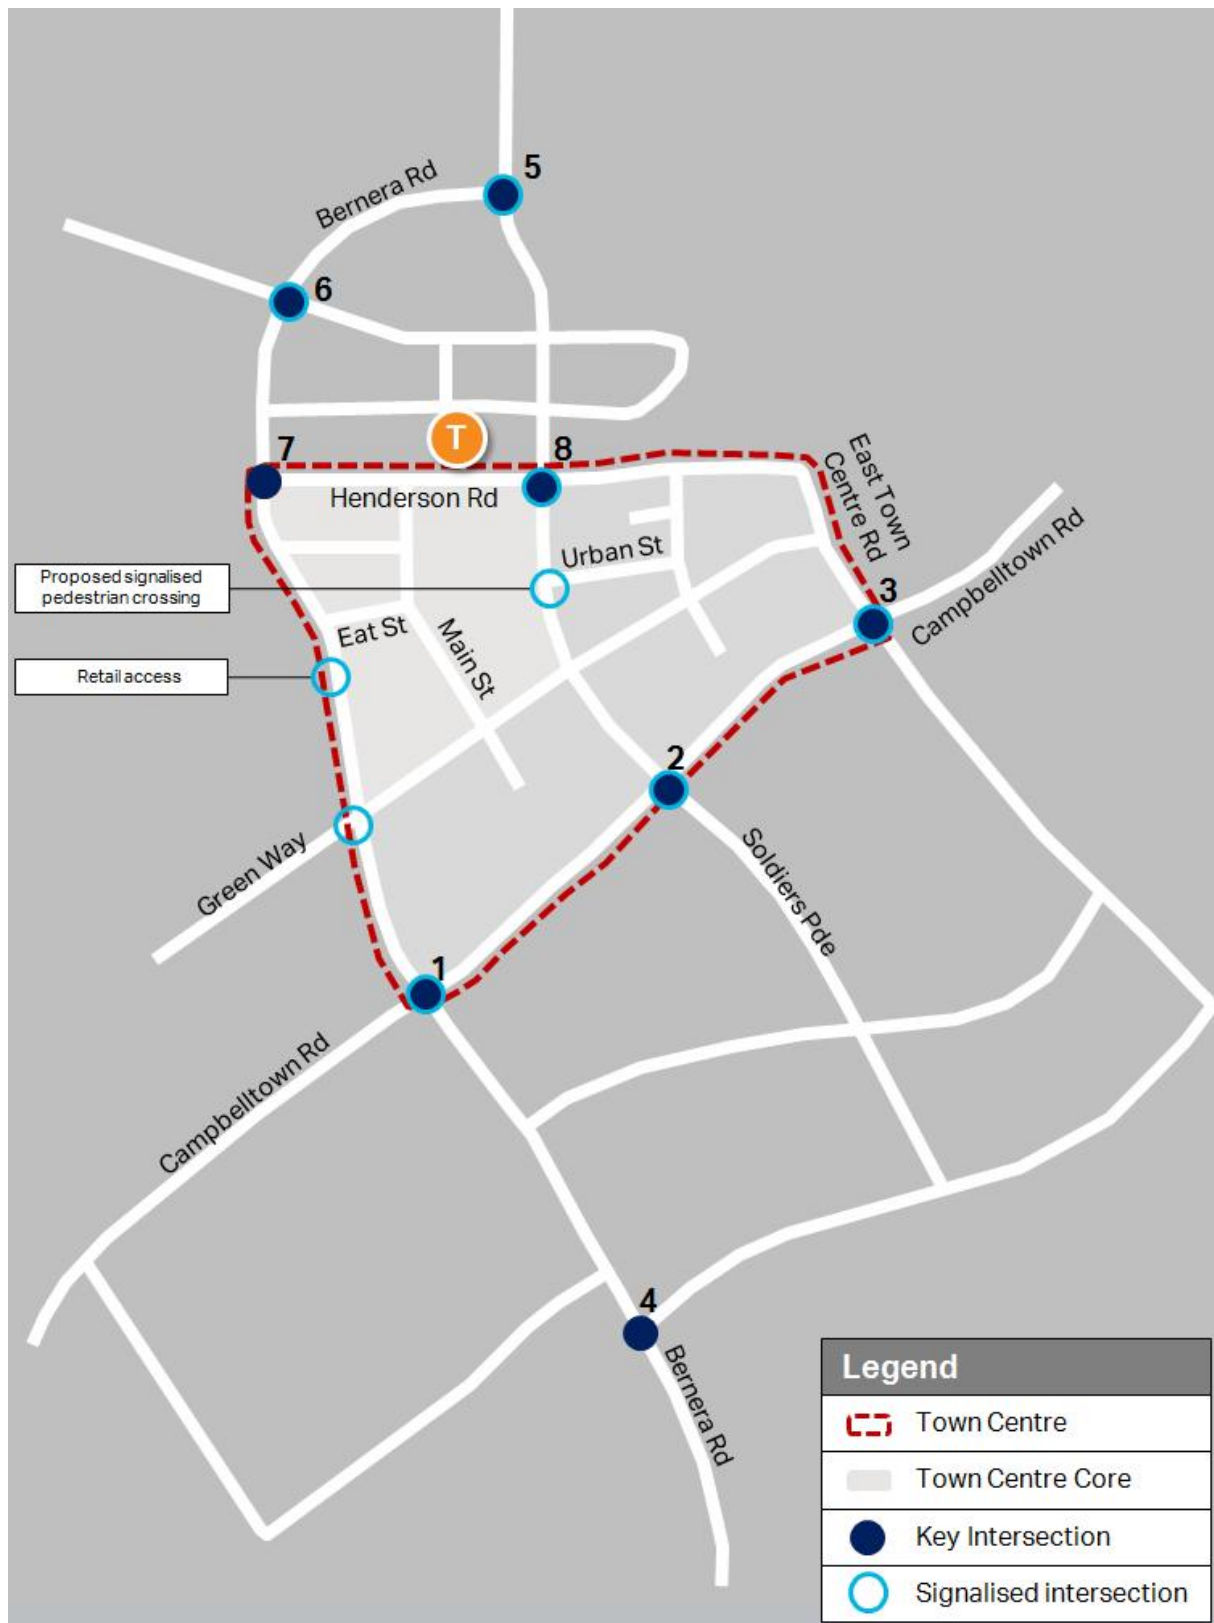 5
Bernera Rd
6
T
7
8
Henderson Rd
East Town
Centre Rd
Campbelltown Rd
Urban St
3
Proposed signalised
pedestrian crossing
Eat St
Main St
Retail access
2
Green Way
Soldiers Pde
1
Campbelltown Rd
4
Bernera Rd
Legend
Town Centre
Town Centre Core
Key Intersection
Signalised intersection